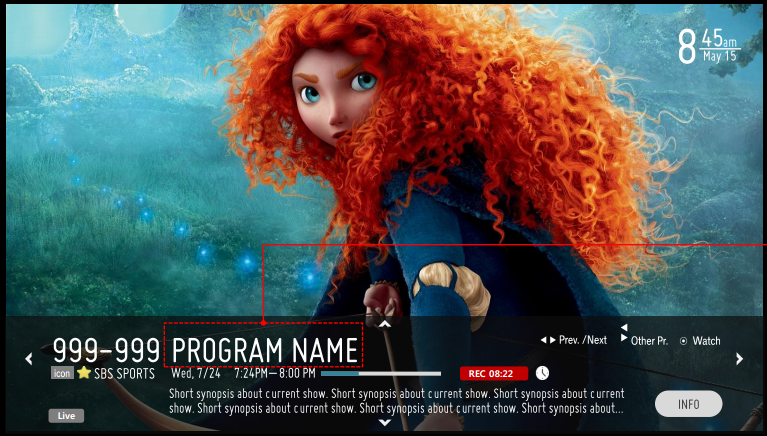 8 45am
May 15
999-999 PROGRAM NAME
Prev. /Next Other Pr. Watch
icon SBS SPORTS Wed, 7/24 7:24PM—8:00 PM REC 08:22
Short synopsis about current show. Short synopsis about current show. Short synopsis about current
show. Short synopsis about current show. Short synopsis about current show. Short synopsis about...
Live
INFO